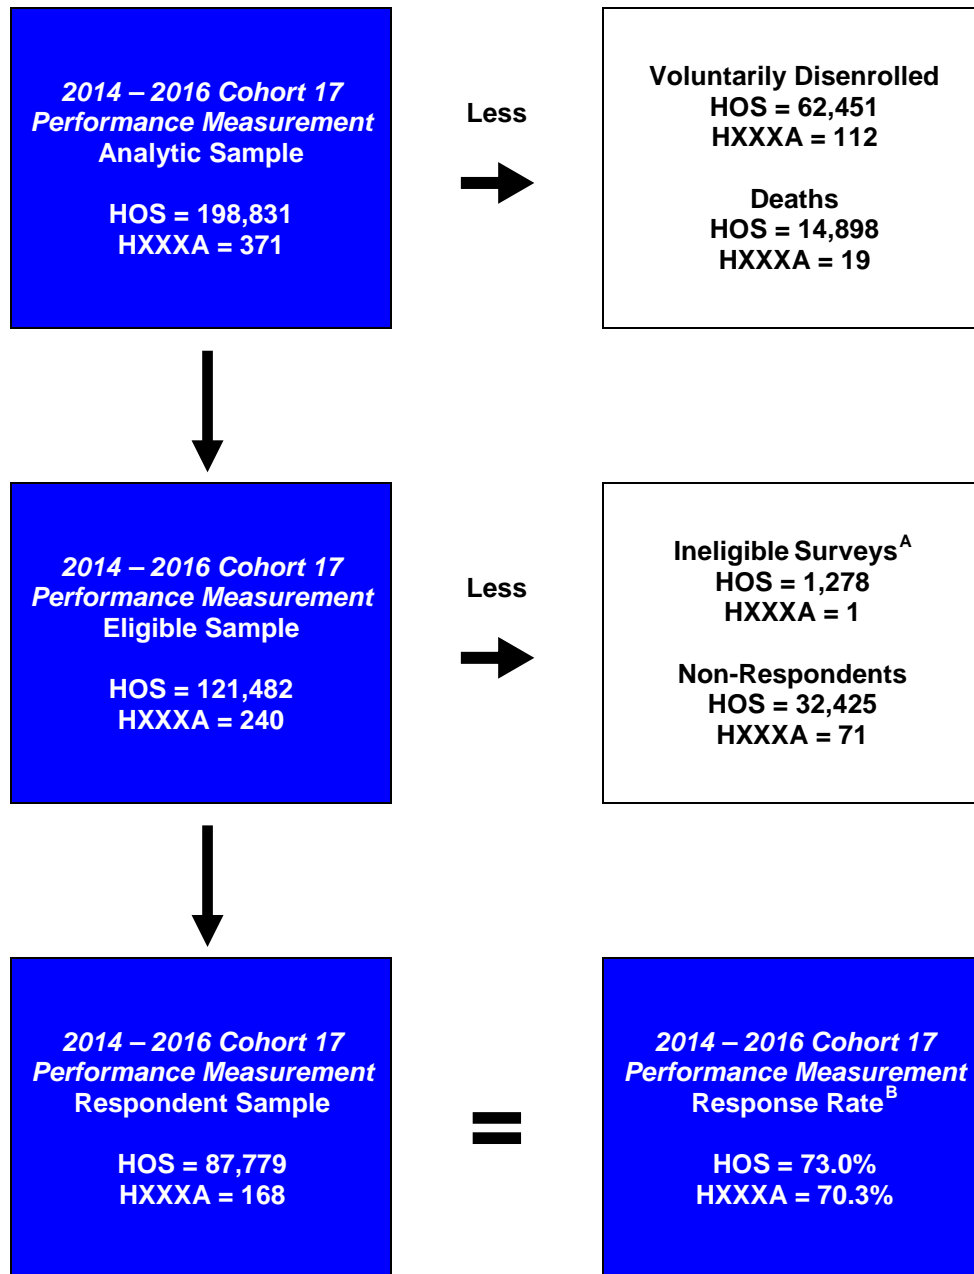 2014 – 2016 Cohort 17
Performance Measurement
Analytic Sample
HOS = 198,831
HXXXA = 371
Less
Voluntarily Disenrolled
HOS = 62,451
HXXXA = 112
Deaths
HOS = 14,898
HXXXA = 19
2014 – 2016 Cohort 17
Performance Measurement
Eligible Sample
HOS = 121,482
HXXXA = 240
Less
Ineligible Surveys^A
HOS = 1,278
HXXXA = 1
Non-Respondents
HOS = 32,425
HXXXA = 71
2014 – 2016 Cohort 17
Performance Measurement
Respondent Sample
HOS = 87,779
HXXXA = 168
=
2014 – 2016 Cohort 17
Performance Measurement
Response Rate^B
HOS = 73.0%
HXXXA = 70.3%